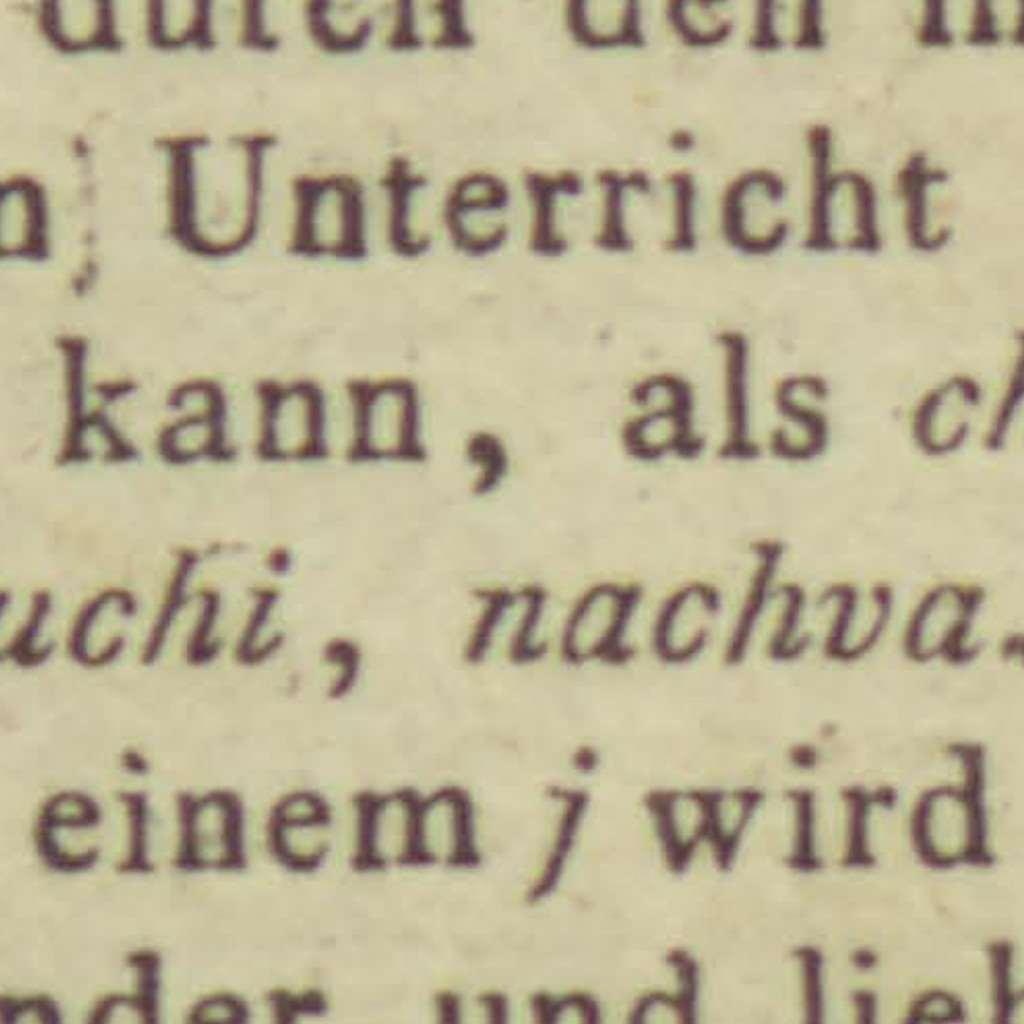 durch den
n Unterricht
kann, als ch
uchi, nachva.
einem j wird
nder und lieb